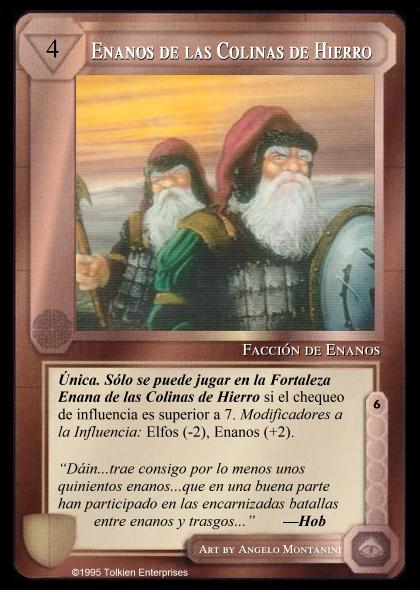 4
ENANOS DE LAS COLINAS DE HIERRO
FACCIÓN DE ENANOS
Única. Sólo se puede jugar en la Fortaleza
Enana de las Colinas de Hierro si el chequeo
de influencia es superior a 7. Modificadores a
la Influencia: Elfos (-2), Enanos (+2).
6
“Dáin...trae consigo por lo menos unos
quinientos enanos...que en una buena parte
han participado en las encarnizadas batallas
entre enanos y trasgos...” —Hob
ART BY ANGELO MONTANINI
©1995 Tolkien Enterprises